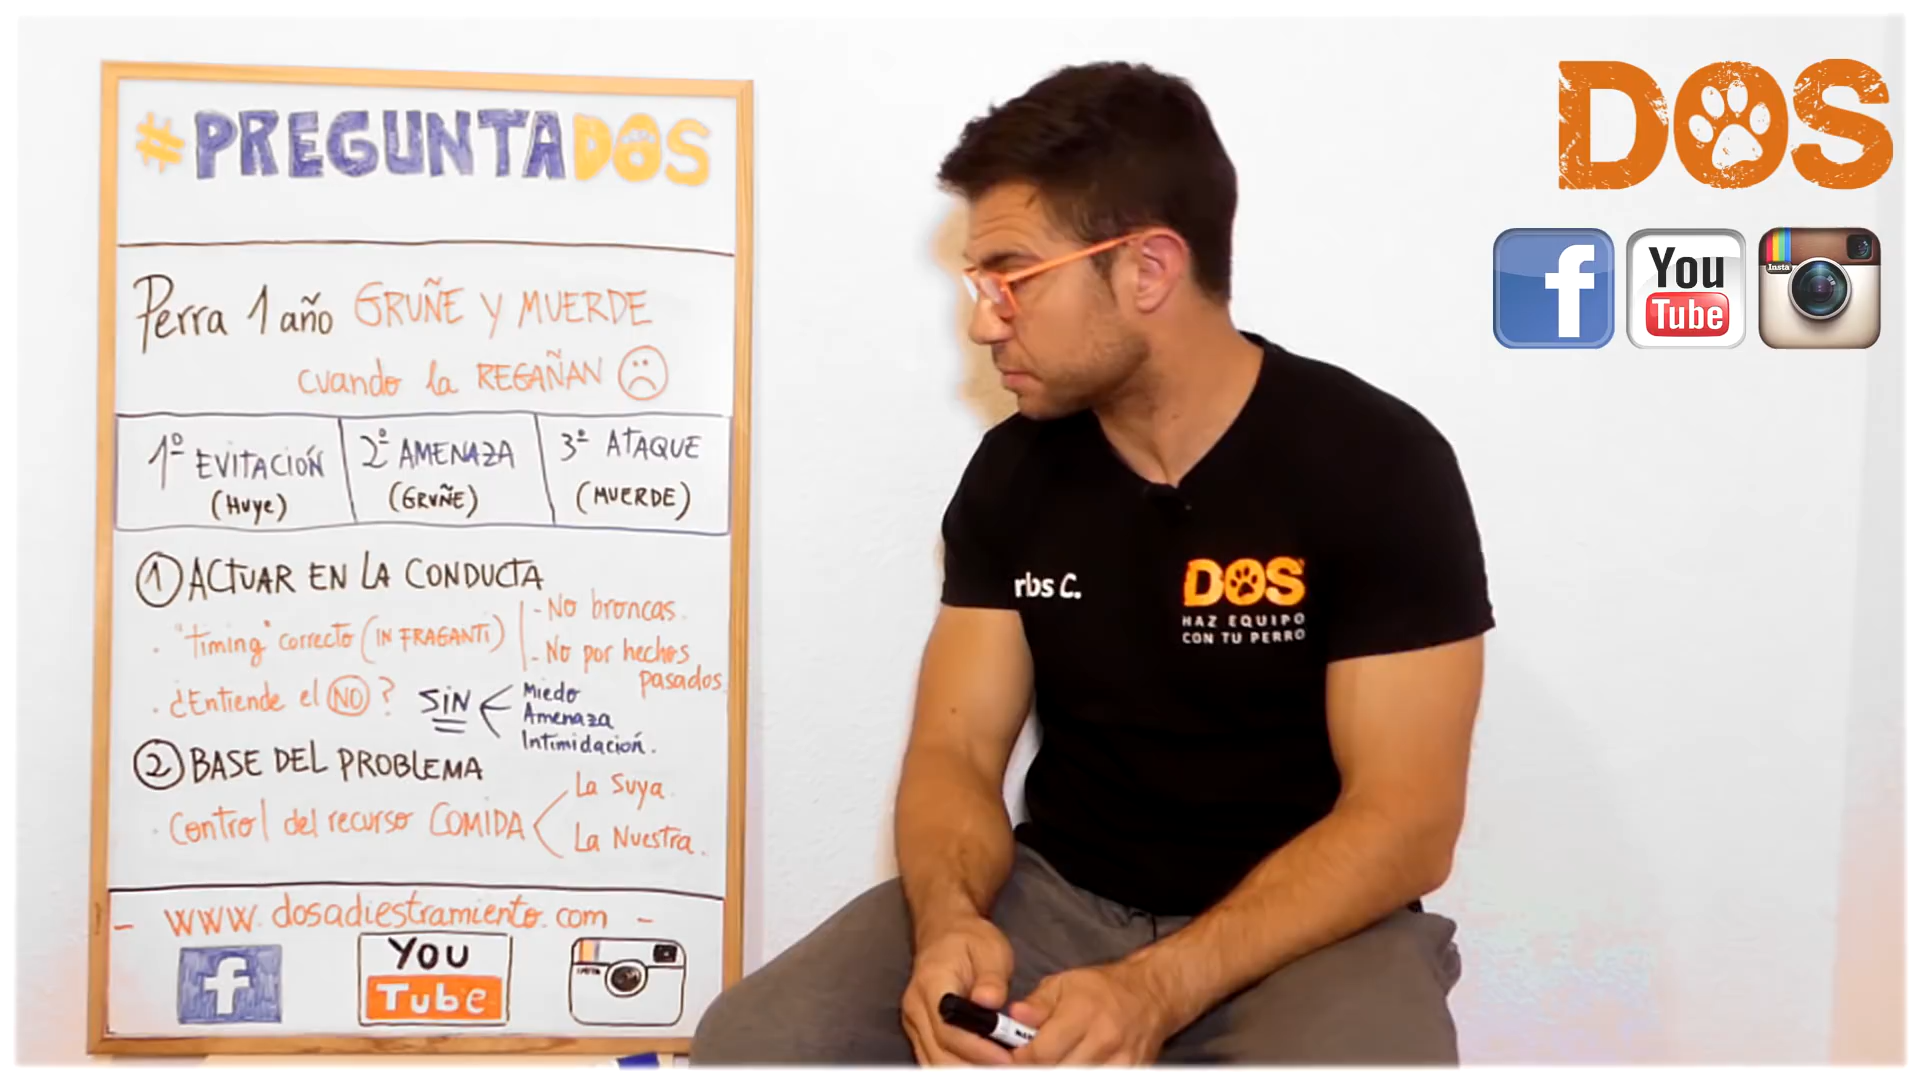 #PREGUNTADOS
Perra 1 año GRUÑE Y MUERDE
cuando la REGAÑAN
1º EVITACIÓN
(Huye)
2º AMENAZA
(GRUÑE)
3º ATAQUE
(MUERDE)
① ACTUAR EN LA CONDUCTA
· "timing" correcto (IN FRAGANTI)
- No broncas.
- No por hechos
pasados
· ¿Entiende el NO?
SIN
Miedo
Amenaza
Intimidación.
② BASE DEL PROBLEMA
· Control del recurso COMIDA
La Suya.
La Nuestra.
- WWW.dosadiestramiento.com -
f
YOU
Tube
rbs C.
DOS
HAZ EQUIPO
CON TU PERRO
DOS
f
You
Tube
Insta